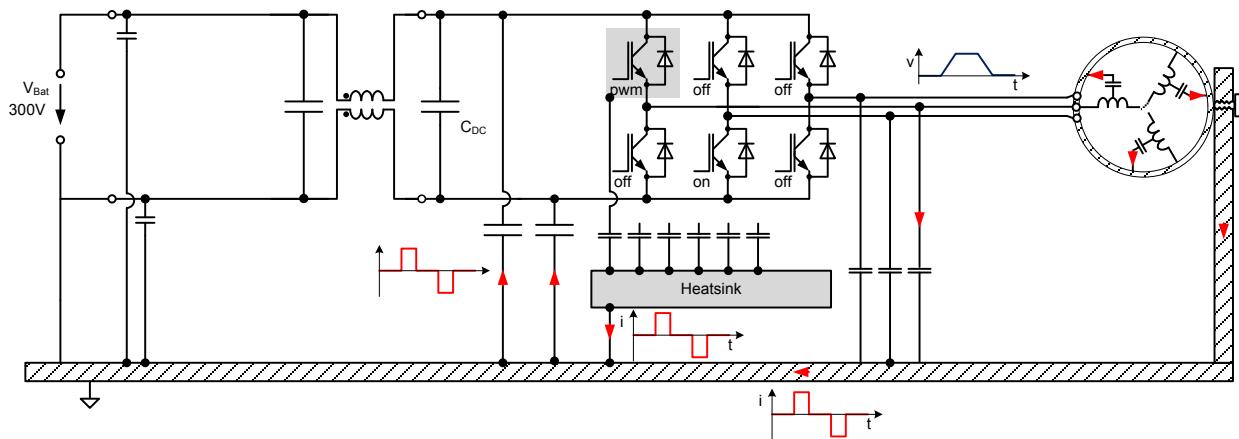 V_Bat
300V
C_DC
pwm
off
off
off
on
off
v
t
Heatsink
i
t
i
t